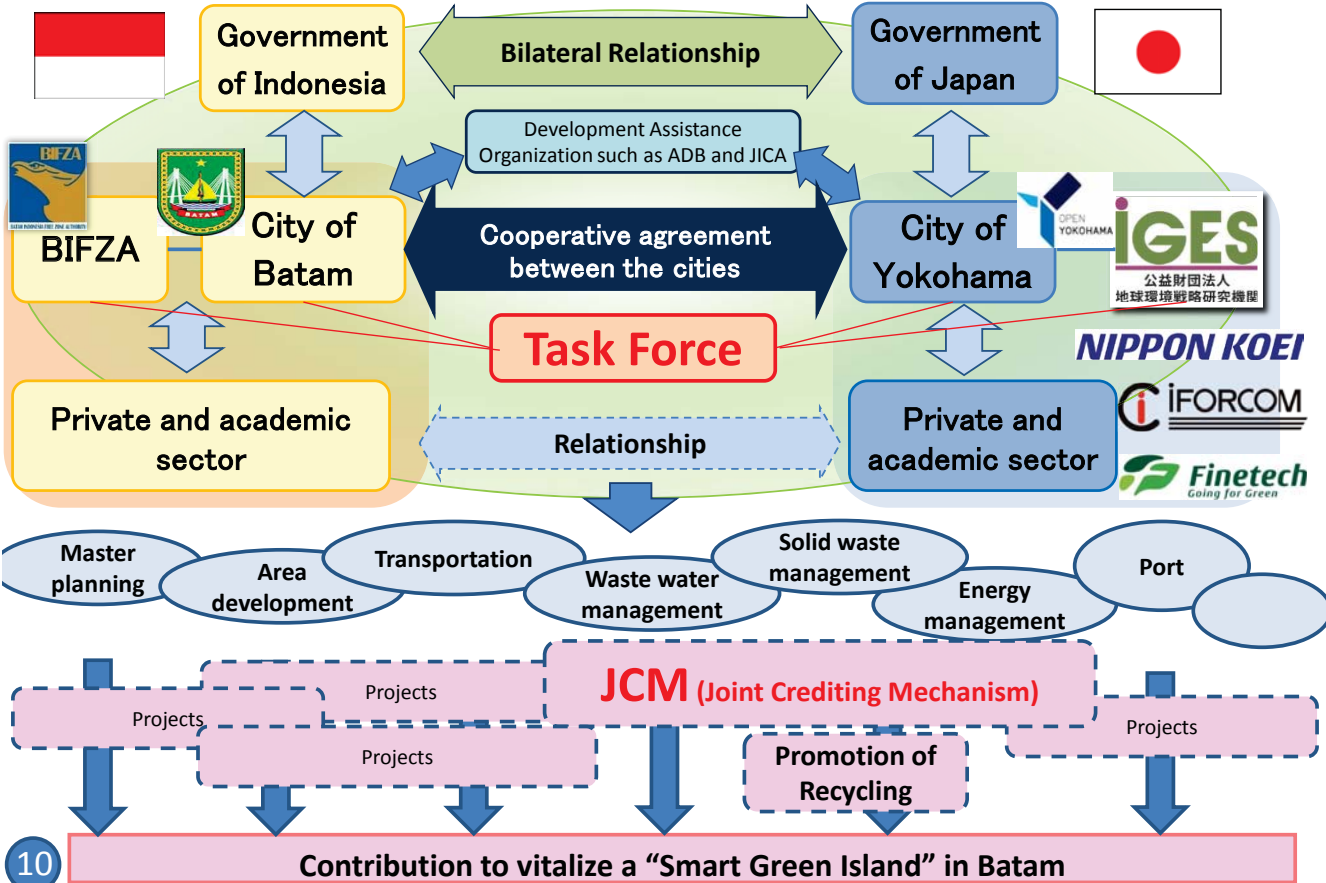 Government
of Indonesia
Bilateral Relationship
Government
of Japan
Development Assistance
Organization such as ADB and JICA
BIFZA
BATAM
BIFZA
City of
Batam
Cooperative agreement
between the cities
City of
Yokohama
OPEN
YOKOHAMA
iGES
公益財団法人
地球環境戦略研究機関
Task Force
NIPPON KOEI
iFORCOM
Finetech
Going for Green
Private and academic
sector
Relationship
Private and
academic sector
Master
planning
Area
development
Transportation
Waste water
management
Solid waste
management
Energy
management
Port
Projects
Projects
Projects
JCM (Joint Crediting Mechanism)
Promotion of
Recycling
Projects
10
Contribution to vitalize a “Smart Green Island” in Batam